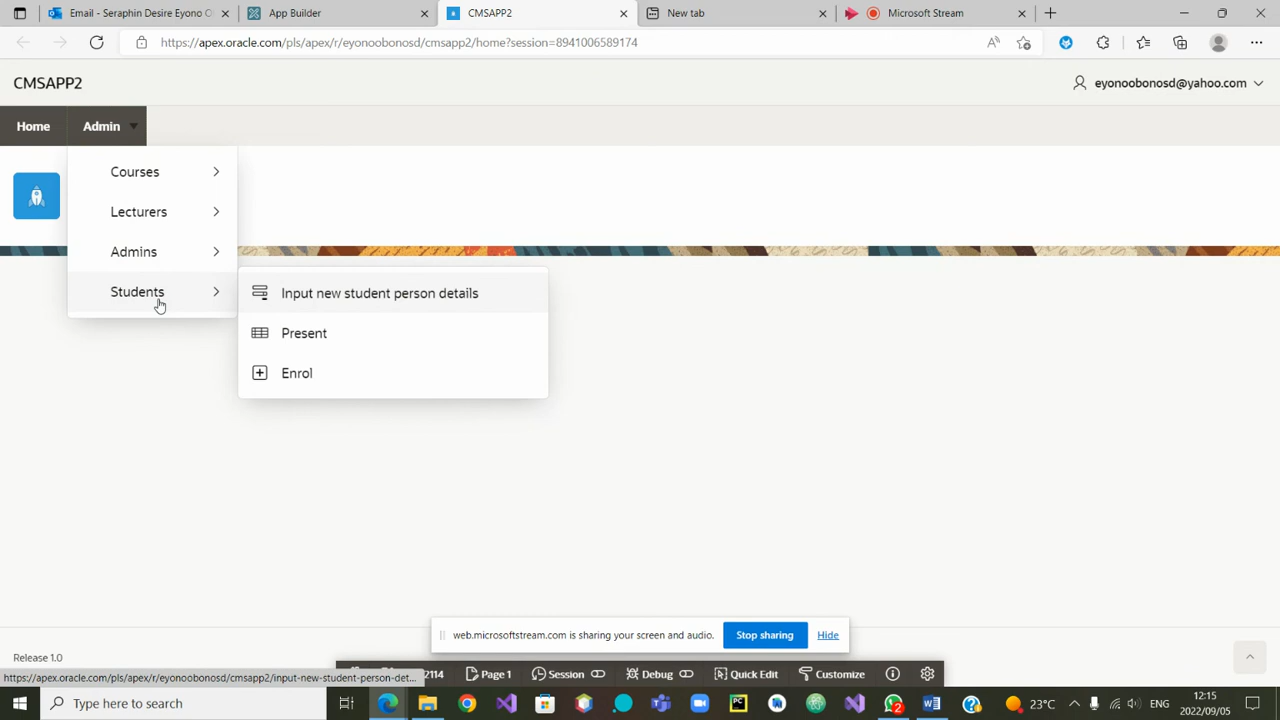 Email - Seraphin Desire Eyono O
App Builder
CMSAPP2
New tab
Microsoft Stream
https://apex.oracle.com/pls/apex/r/eyonoobonosd/cmsapp2/home?session=8941006589174
CMSAPP2
eyonoobonosd@yahoo.com
Home
Admin
Courses
Lecturers
Admins
Students
Input new student person details
Present
Enrol
web.microsoftstream.com is sharing your screen and audio.
Stop sharing
Hide
Release 1.0
2114
Page 1
Session
Debug
Quick Edit
Customize
https://apex.oracle.com/pls/apex/r/eyonoobonosd/cmsapp2/input-new-student-person-det...
Type here to search
23°C
ENG
12:15
2022/09/05